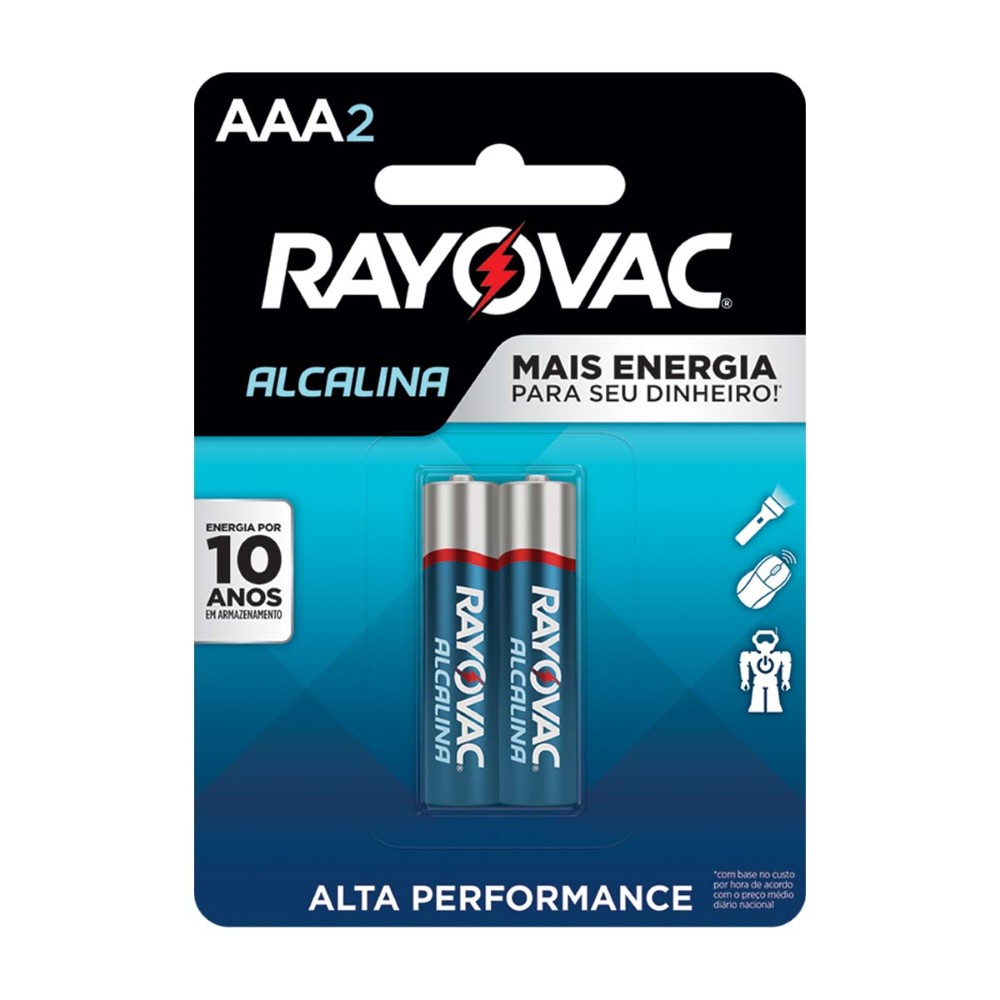 AAA2
RAYOVAC®
ALCALINA
MAIS ENERGIA
PARA SEU DINHEIRO!*
ENERGIA POR
10
ANOS
EM ARMAZENAMENTO
RAYOVAC®
ALCALINA
RAYOVAC®
ALCALINA
ALTA PERFORMANCE
*com base no custo
por hora de acordo
com o preço médio
diário nacional